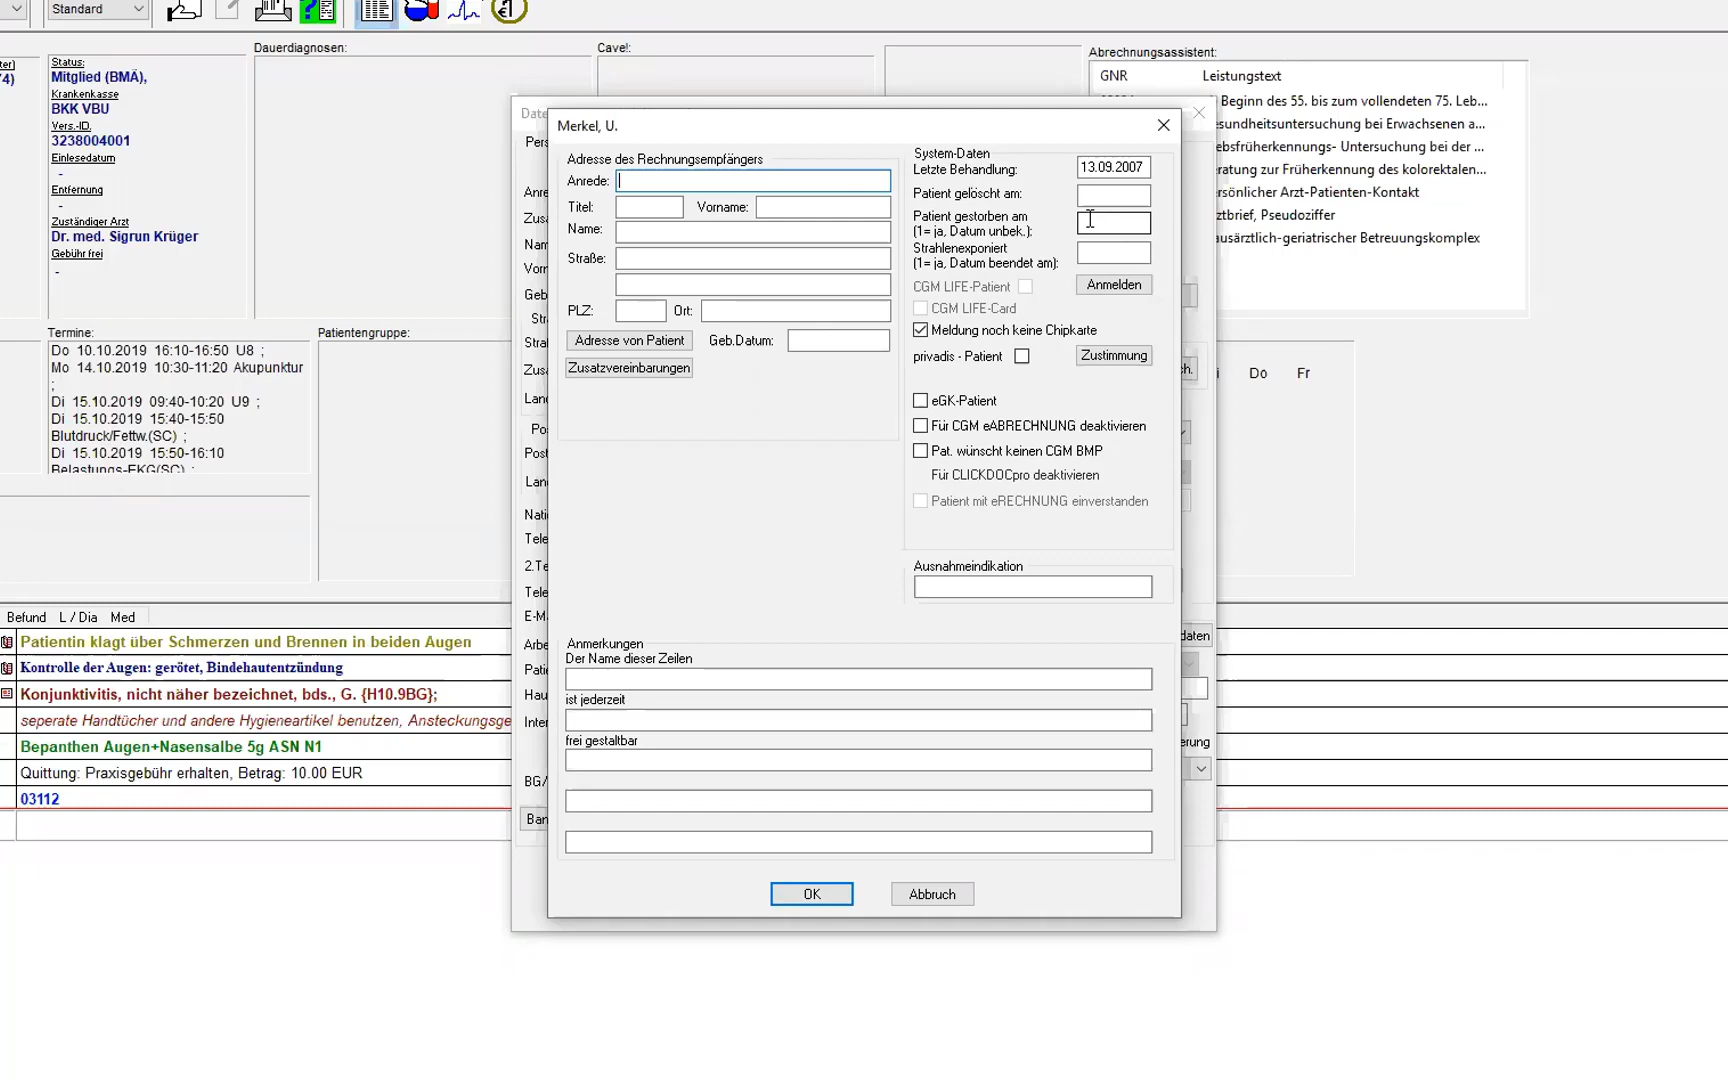 Standard
Dauerdiagnosen:
Cave!:
Abrechnungsassistent:
Status:
Mitglied (BMÄ),
Krankenkasse
BKK VBU
Vers.-ID.
3238004001
Einlesedatum
-
Entfernung
-
Zuständiger Arzt
Dr. med. Sigrun Krüger
Gebühr frei
-
GNR
Leistungstext
Beginn des 55. bis zum vollendeten 75. Leb...
esundheitsuntersuchung bei Erwachsenen a...
ebsfrüherkennungs- Untersuchung bei der ...
ratung zur Früherkennung des kolorektalen...
rsönlicher Arzt-Patienten-Kontakt
ztbrief, Pseudoziffer
ausärztlich-geriatrischer Betreuungskomplex
Termine:
Patientengruppe:
Do 10.10.2019 16:10-16:50 U8 ;
Mo 14.10.2019 10:30-11:20 Akupunktur
;
Di 15.10.2019 09:40-10:20 U9 ;
Di 15.10.2019 15:40-15:50
Blutdruck/Fettw.(SC) ;
Di 15.10.2019 15:50-16:10
Belastungs-EKG(SC) ;
Do
Fr
Merkel, U.
Adresse des Rechnungsempfängers
Anrede:
Titel:
Vorname:
Name:
Straße:
PLZ:
Ort:
Adresse von Patient
Geb.Datum:
Zusatzvereinbarungen
System-Daten
Letzte Behandlung:
13.09.2007
Patient gelöscht am:
Patient gestorben am
(1= ja, Datum unbek.):
Strahlenexponiert
(1= ja, Datum beendet am):
CGM LIFE-Patient
Anmelden
CGM LIFE-Card
Meldung noch keine Chipkarte
privadis - Patient
Zustimmung
eGK-Patient
Für CGM eABRECHNUNG deaktivieren
Pat. wünscht keinen CGM BMP
Für CLICKDOCpro deaktivieren
Patient mit eRECHNUNG einverstanden
Ausnahmeindikation
Anmerkungen
Der Name dieser Zeilen
ist jederzeit
frei gestaltbar
OK
Abbruch
Befund L / Dia Med
Patientin klagt über Schmerzen und Brennen in beiden Augen
Kontrolle der Augen: gerötet, Bindehautentzündung
Konjunktivitis, nicht näher bezeichnet, bds., G. {H10.9BG};
seperate Handtücher und andere Hygieneartikel benutzen, Ansteckungsge
Bepanthen Augen+Nasensalbe 5g ASN N1
Quittung: Praxisgebühr erhalten, Betrag: 10.00 EUR
03112